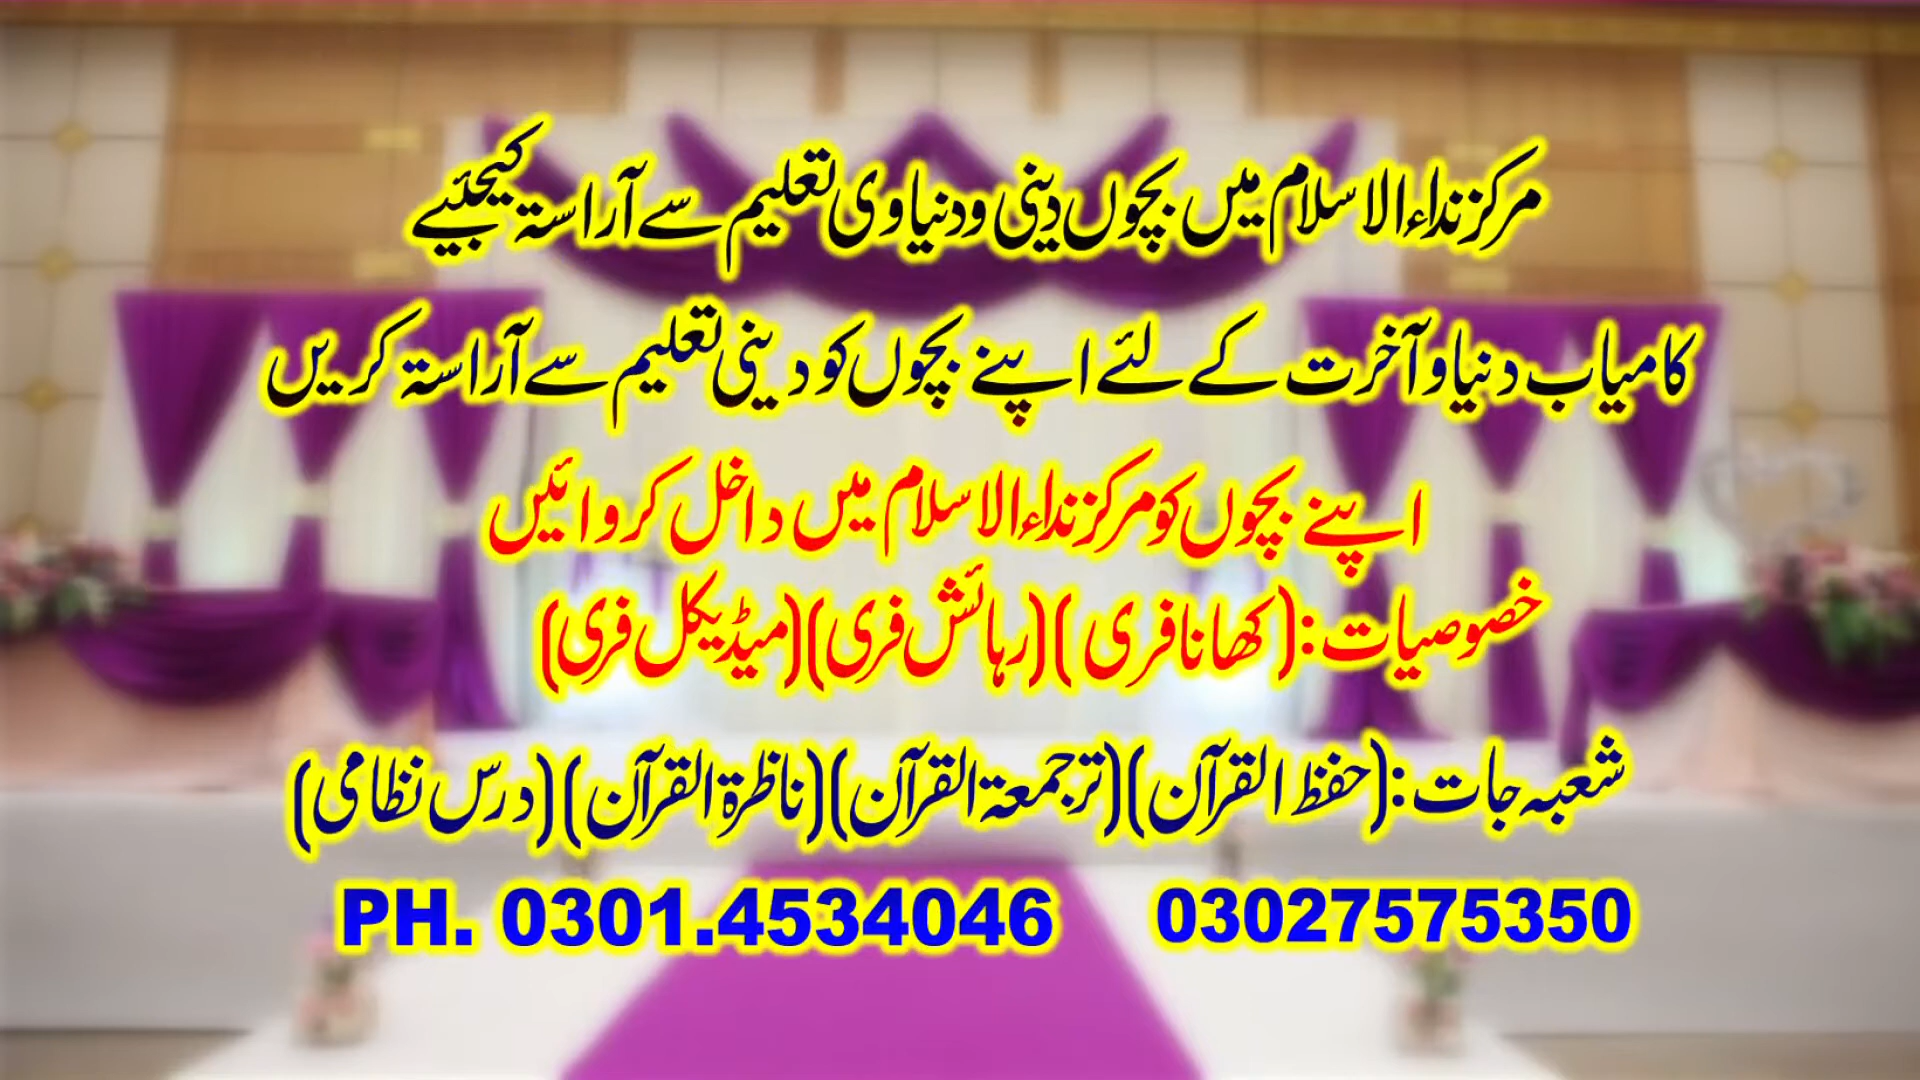 مرکز نداء الاسلام میں بچوں دینی و دنیاوی تعلیم سے آراستہ کیجئیے
کامیاب دنیا و آخرت کے لئے اپنے بچوں کو دینی تعلیم سے آراستہ کریں
اپنے بچوں کو مرکز نداء الاسلام میں داخل کروائیں
خصوصیات: (کھانا فری) (رہائش فری) (میڈیکل فری)
شعبہ جات: (حفظ القرآن) (ترجمعۃ القرآن) (ناظرۃ القرآن) (درس نظامی)
PH. 0301.4534046 03027575350